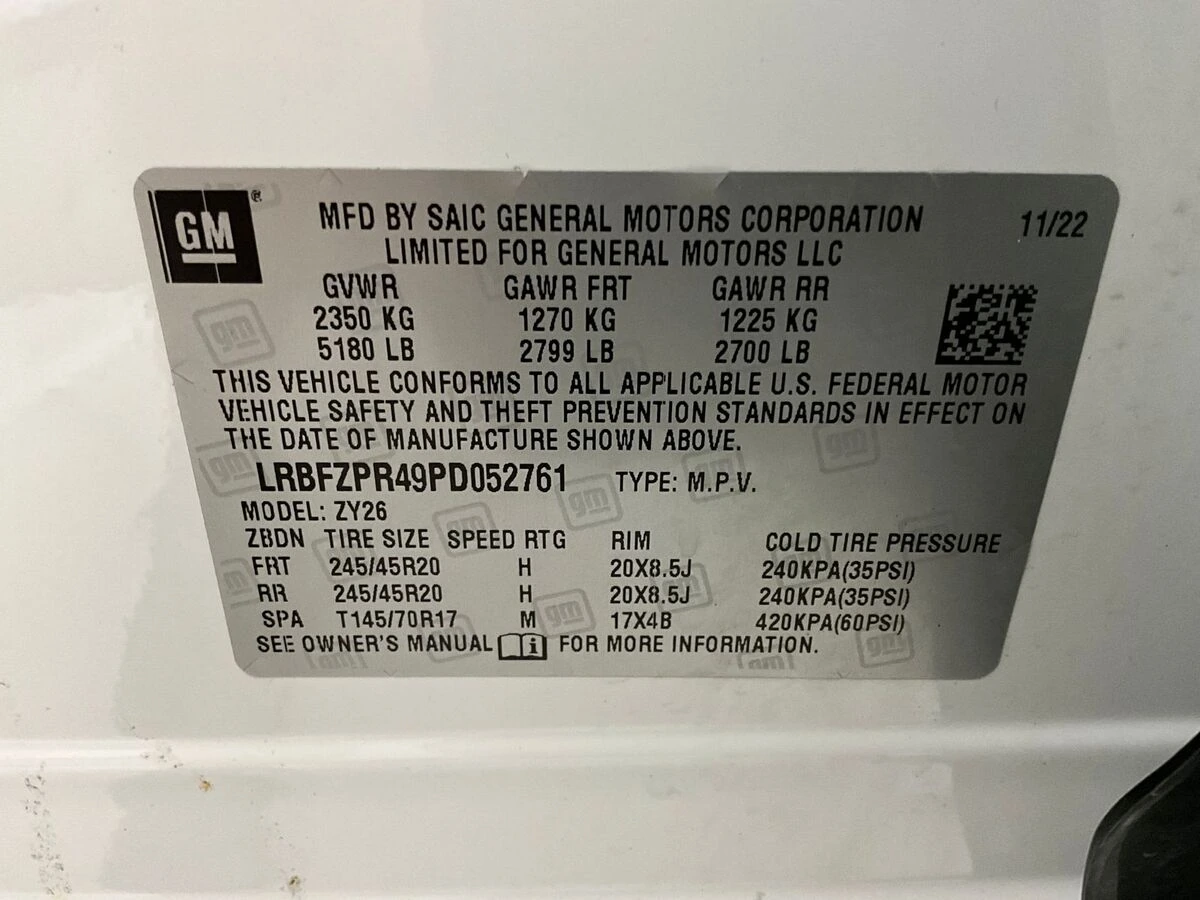 GM ®
MFD BY SAIC GENERAL MOTORS CORPORATION 11/22
LIMITED FOR GENERAL MOTORS LLC
GVWR GAWR FRT GAWR RR
2350 KG 1270 KG 1225 KG
5180 LB 2799 LB 2700 LB
THIS VEHICLE CONFORMS TO ALL APPLICABLE U.S. FEDERAL MOTOR
VEHICLE SAFETY AND THEFT PREVENTION STANDARDS IN EFFECT ON
THE DATE OF MANUFACTURE SHOWN ABOVE.
LRBFZPR49PD052761 TYPE: M.P.V.
MODEL: ZY26
ZBDN TIRE SIZE SPEED RTG RIM COLD TIRE PRESSURE
FRT 245/45R20 H 20X8.5J 240KPA(35PSI)
RR 245/45R20 H 20X8.5J 240KPA(35PSI)
SPA T145/70R17 M 17X4B 420KPA(60PSI)
SEE OWNER'S MANUAL i FOR MORE INFORMATION.